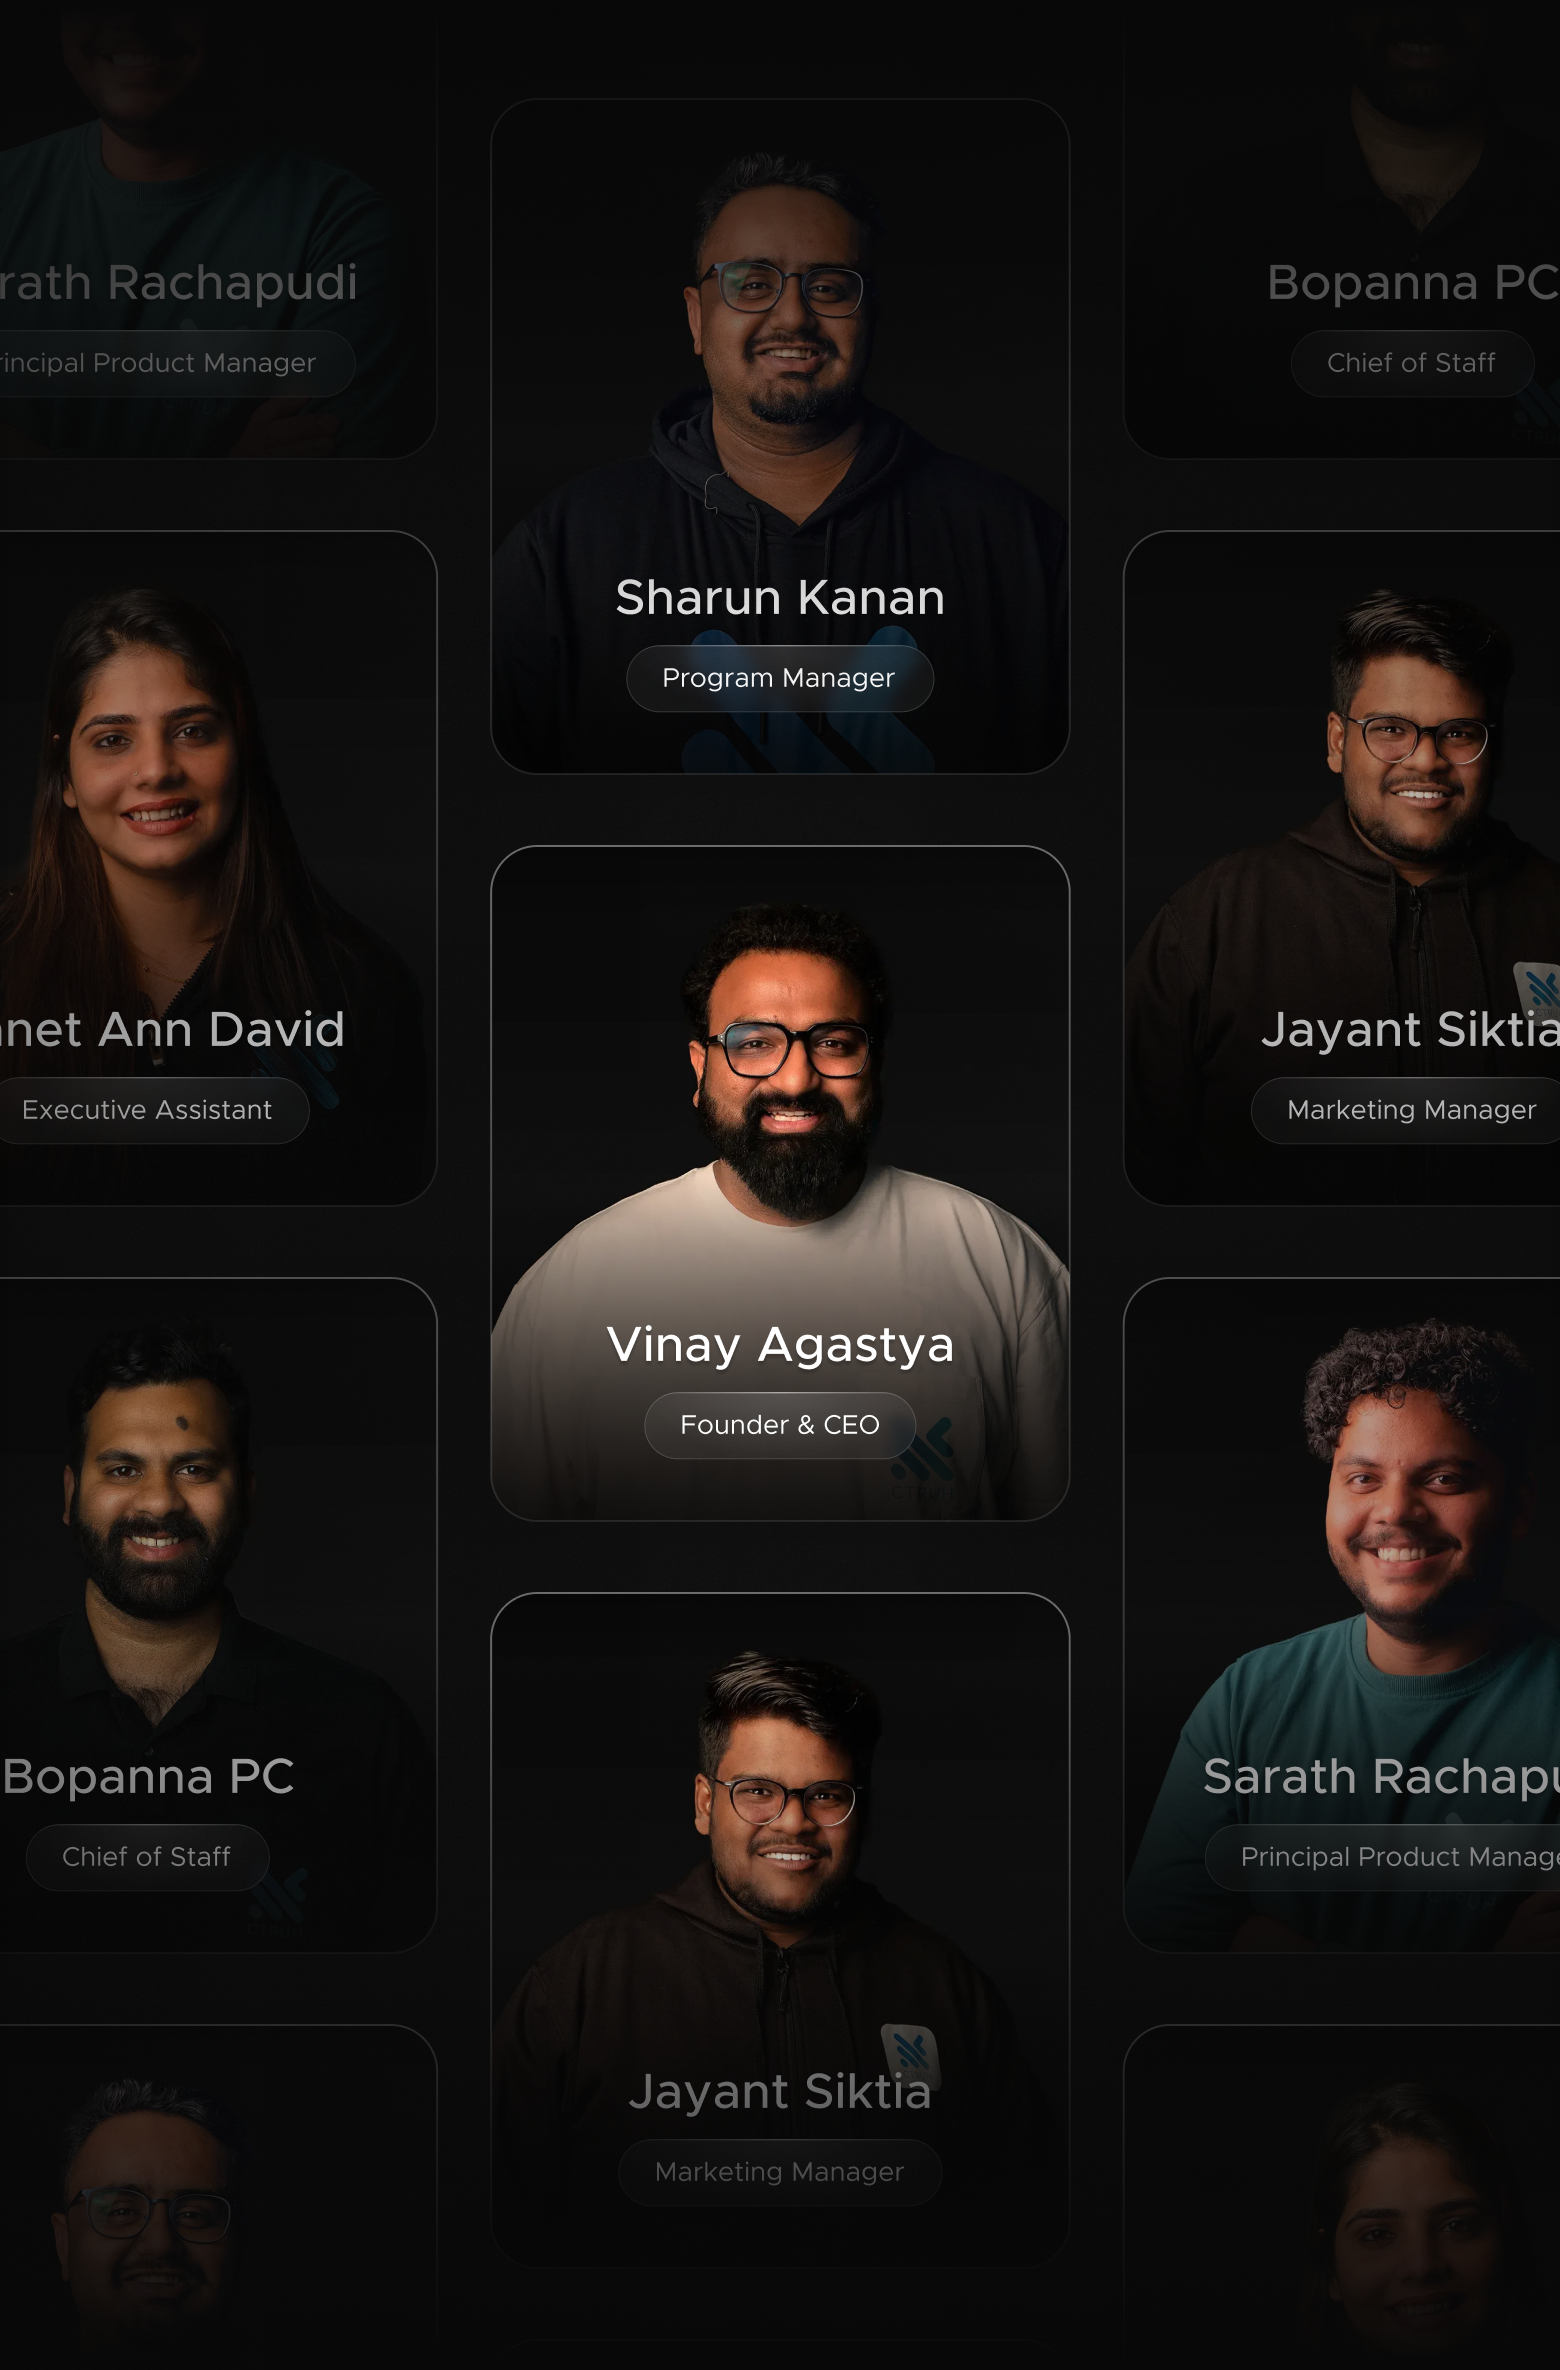 rath Rachapudi
rincipal Product Manager
Bopanna PC
Chief of Staff
Sharun Kanan
Program Manager
net Ann David
Executive Assistant
Jayant Siktia
Marketing Manager
Vinay Agastya
Founder & CEO
Bopanna PC
Chief of Staff
Sarath Rachapu
Principal Product Manage
Jayant Siktia
Marketing Manager